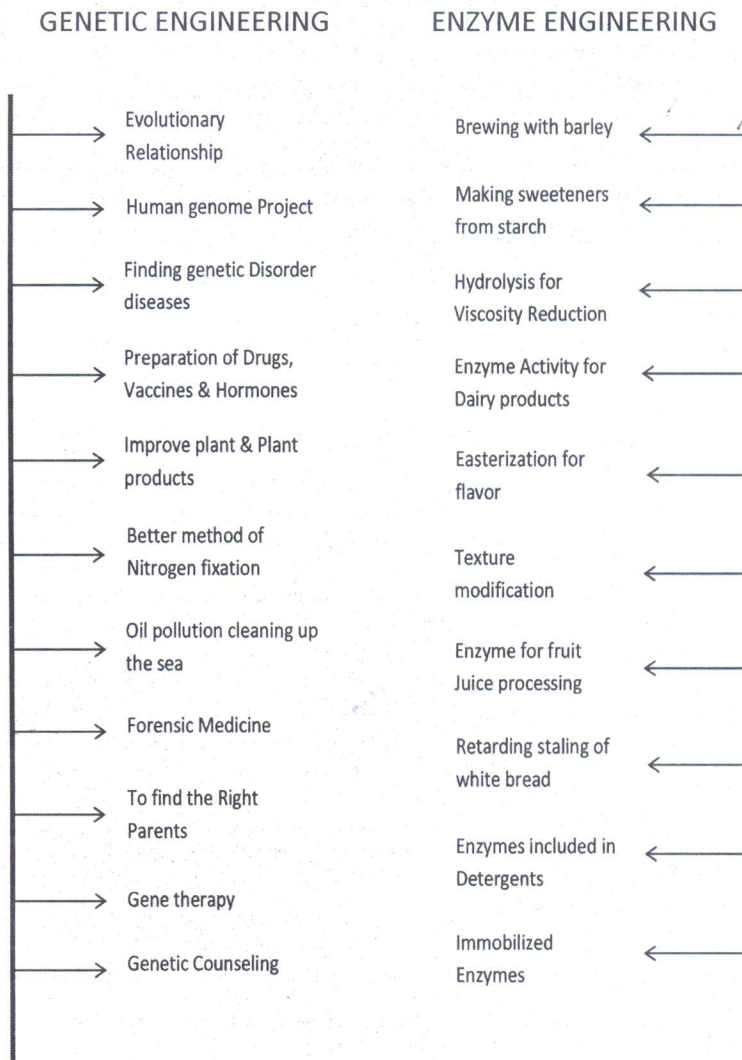 GENETIC ENGINEERING
Evolutionary
Relationship
Human genome Project
Finding genetic Disorder
diseases
Preparation of Drugs,
Vaccines & Hormones
Improve plant & Plant
products
Better method of
Nitrogen fixation
Oil pollution cleaning up
the sea
Forensic Medicine
To find the Right
Parents
Gene therapy
Genetic Counseling
ENZYME ENGINEERING
Brewing with barley
Making sweeteners
from starch
Hydrolysis for
Viscosity Reduction
Enzyme Activity for
Dairy products
Easterization for
flavor
Texture
modification
Enzyme for fruit
Juice processing
Retarding staling of
white bread
Enzymes included in
Detergents
Immobilized
Enzymes